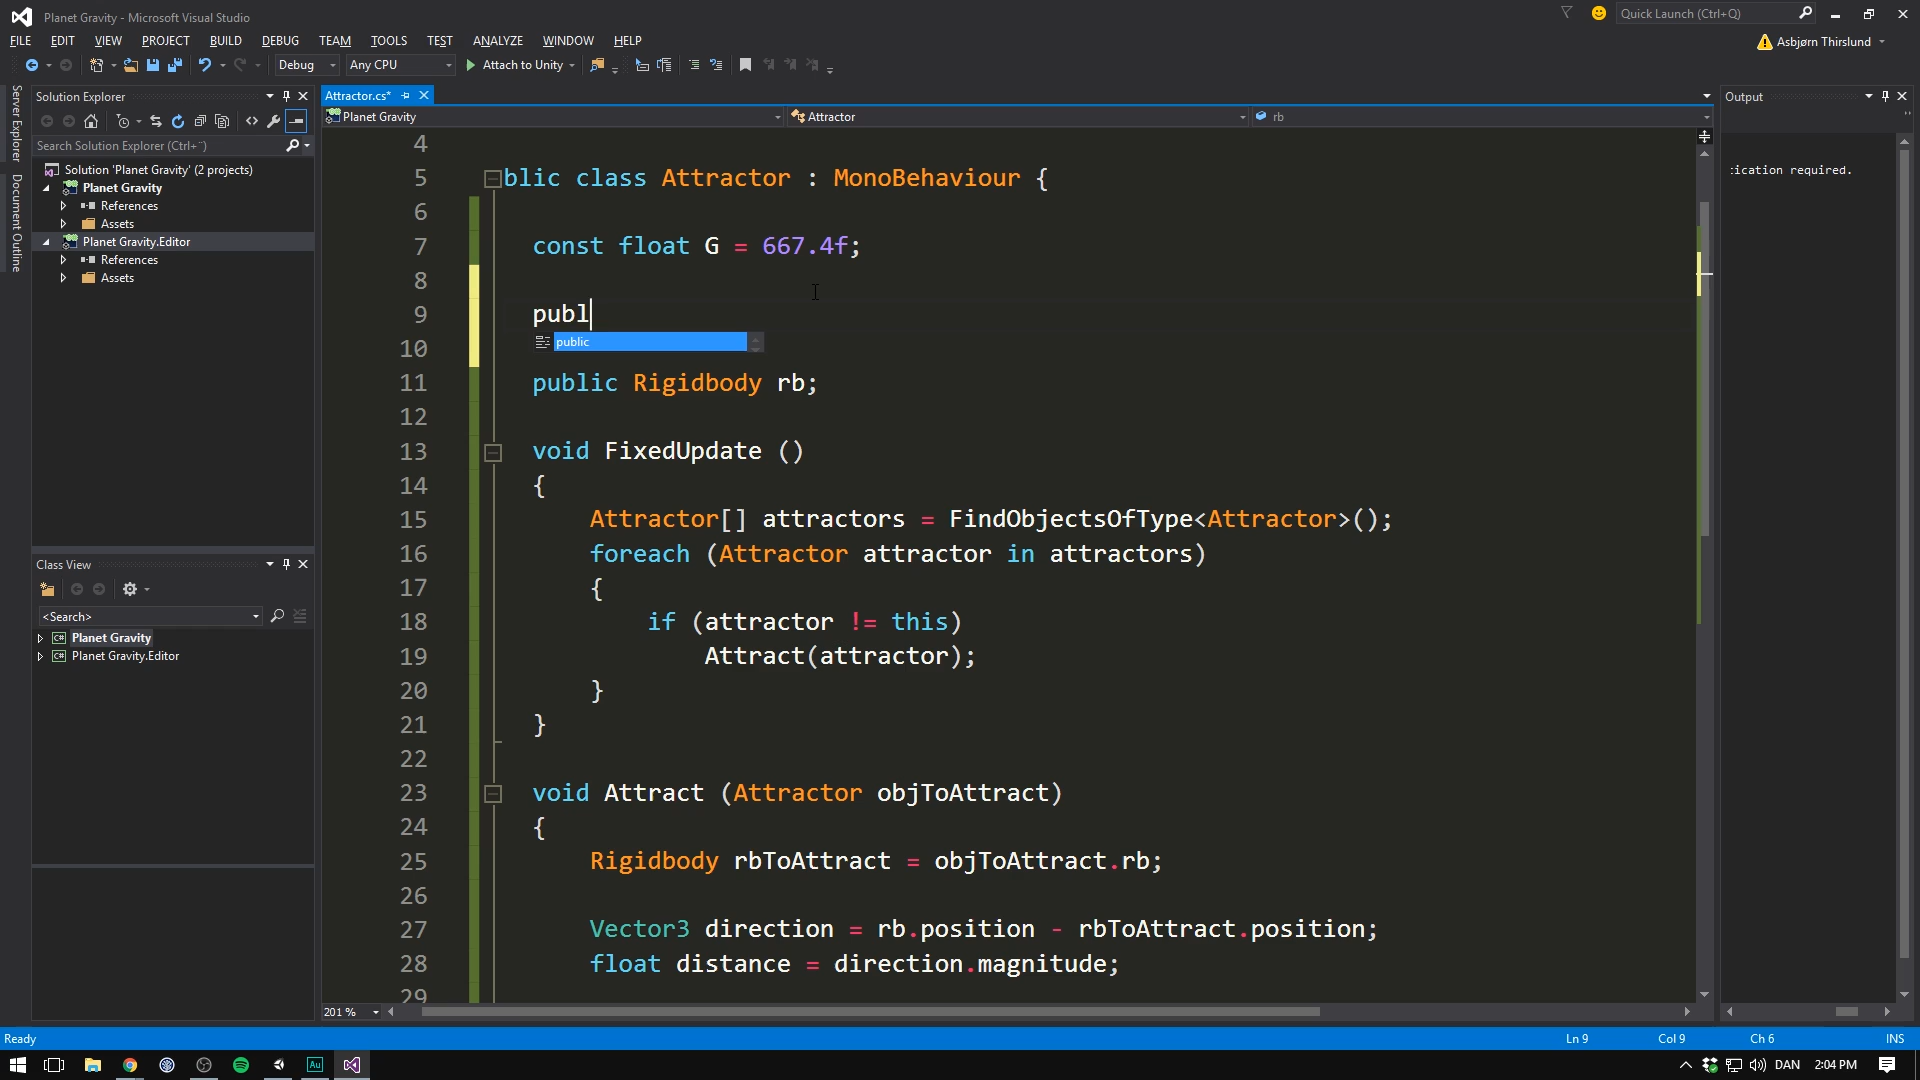 Planet Gravity - Microsoft Visual Studio
Quick Launch (Ctrl+Q)
FILE EDIT VIEW PROJECT BUILD DEBUG TEAM TOOLS TEST ANALYZE WINDOW HELP
Asbjørn Thirslund
Debug Any CPU Attach to Unity
Server Explorer
Document Outline
Solution Explorer
Search Solution Explorer (Ctrl+¨)
Solution 'Planet Gravity' (2 projects)
Planet Gravity
References
Assets
Planet Gravity.Editor
References
Assets
Class View
<Search>
Planet Gravity
Planet Gravity.Editor
Attractor.cs*
Planet Gravity Attractor rb
4
5 blic class Attractor : MonoBehaviour {
6
7 const float G = 667.4f;
8
9 publ
public
10
11 public Rigidbody rb;
12
13 void FixedUpdate ()
14 {
15 Attractor[] attractors = FindObjectsOfType<Attractor>();
16 foreach (Attractor attractor in attractors)
17 {
18 if (attractor != this)
19 Attract(attractor);
20 }
21 }
22
23 void Attract (Attractor objToAttract)
24 {
25 Rigidbody rbToAttract = objToAttract.rb;
26
27 Vector3 direction = rb.position - rbToAttract.position;
28 float distance = direction.magnitude;
29
201 %
Output
ication required.
Ready Ln 9 Col 9 Ch 6 INS
Au DAN 2:04 PM